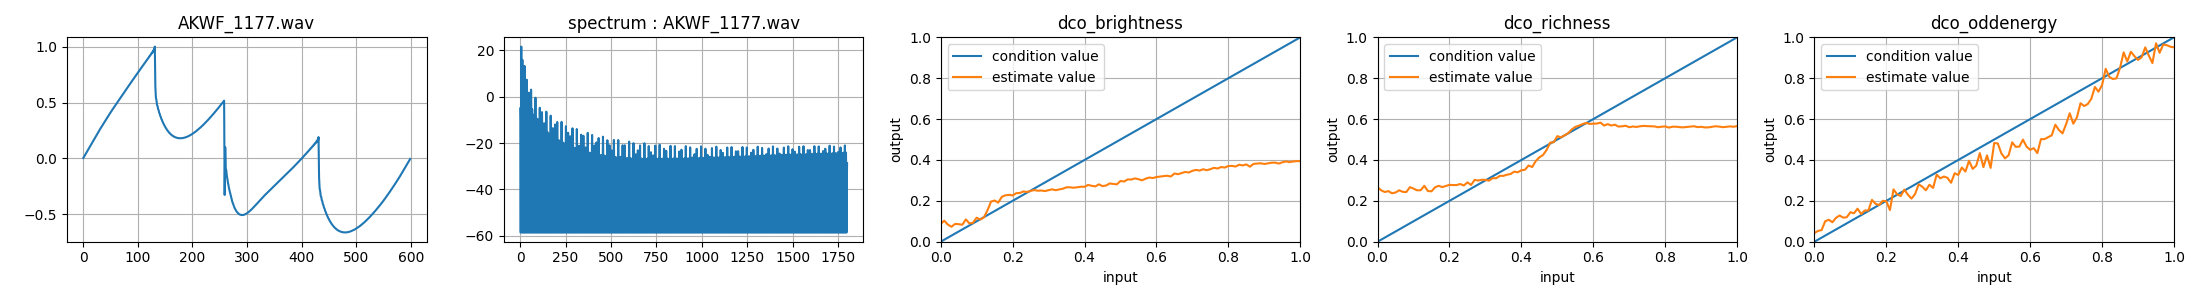 AKWF_1177.wav
1.0
0.5
0.0
−0.5
0 100 200 300 400 500 600
spectrum : AKWF_1177.wav
20
0
−20
−40
−60
0 250 500 750 1000 1250 1500 1750
dco_brightness
condition value
estimate value
output
1.0
0.8
0.6
0.4
0.2
0.0
0.0 0.2 0.4 0.6 0.8 1.0
input
dco_richness
condition value
estimate value
output
1.0
0.8
0.6
0.4
0.2
0.0
0.0 0.2 0.4 0.6 0.8 1.0
input
dco_oddenergy
condition value
estimate value
output
1.0
0.8
0.6
0.4
0.2
0.0
0.0 0.2 0.4 0.6 0.8 1.0
input